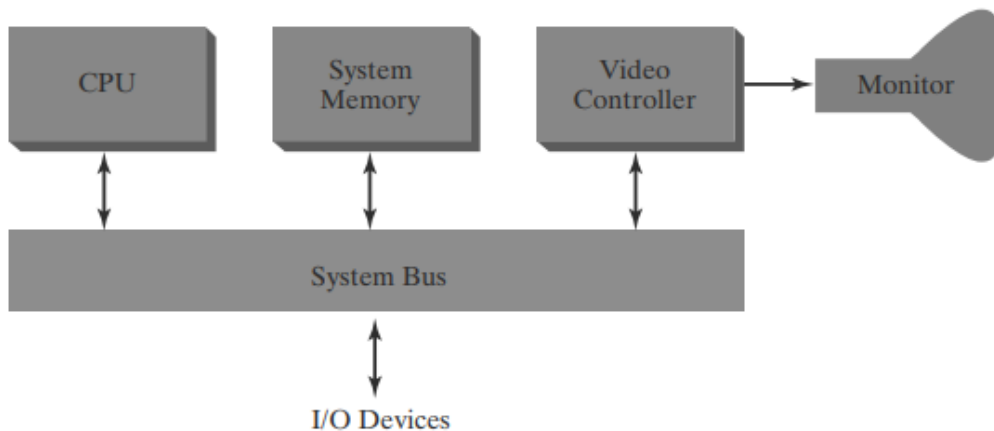 CPU
System
Memory
Video
Controller
Monitor
System Bus
I/O Devices